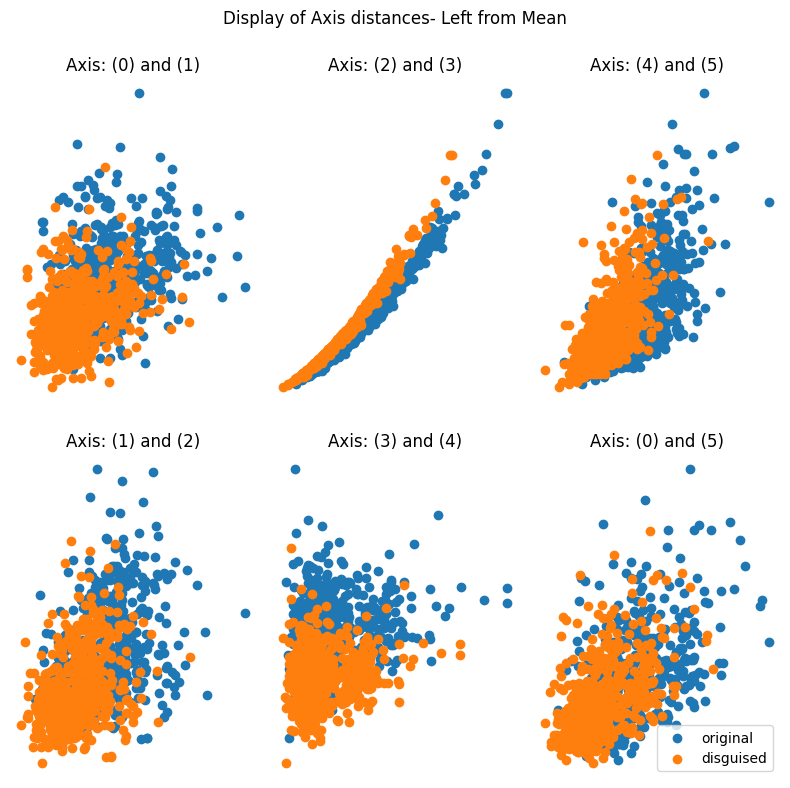 Display of Axis distances- Left from Mean
Axis: (0) and (1)
Axis: (2) and (3)
Axis: (4) and (5)
Axis: (1) and (2)
Axis: (3) and (4)
Axis: (0) and (5)
original
disguised